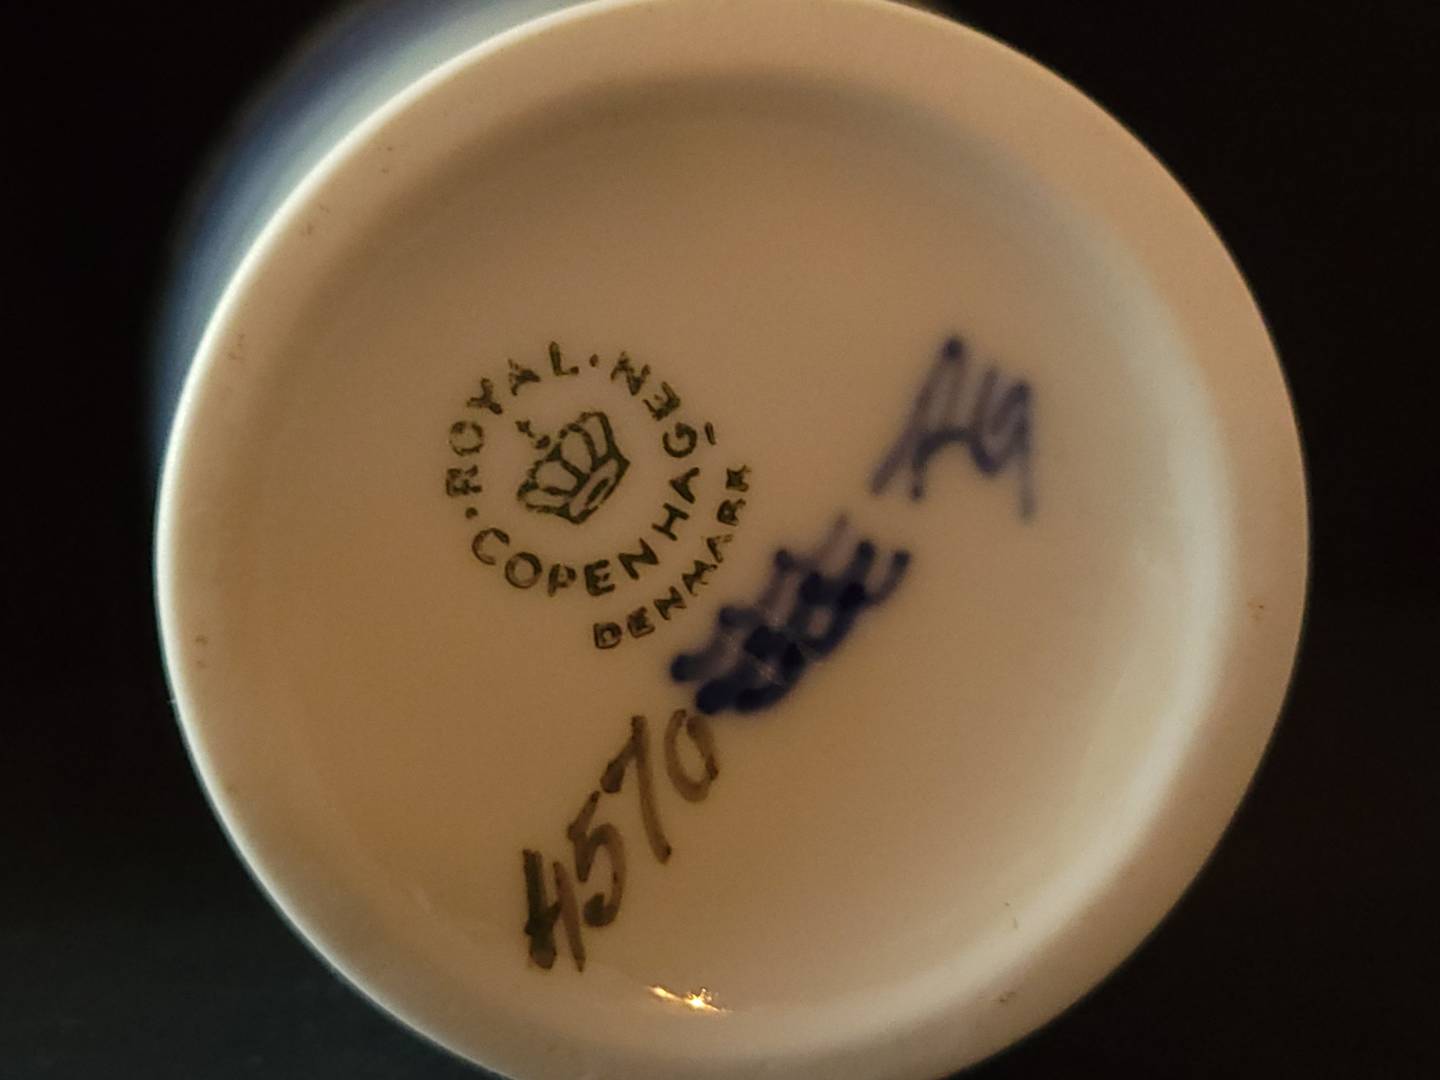 ·ROYAL·
COPENHAGEN
DENMARK
4570